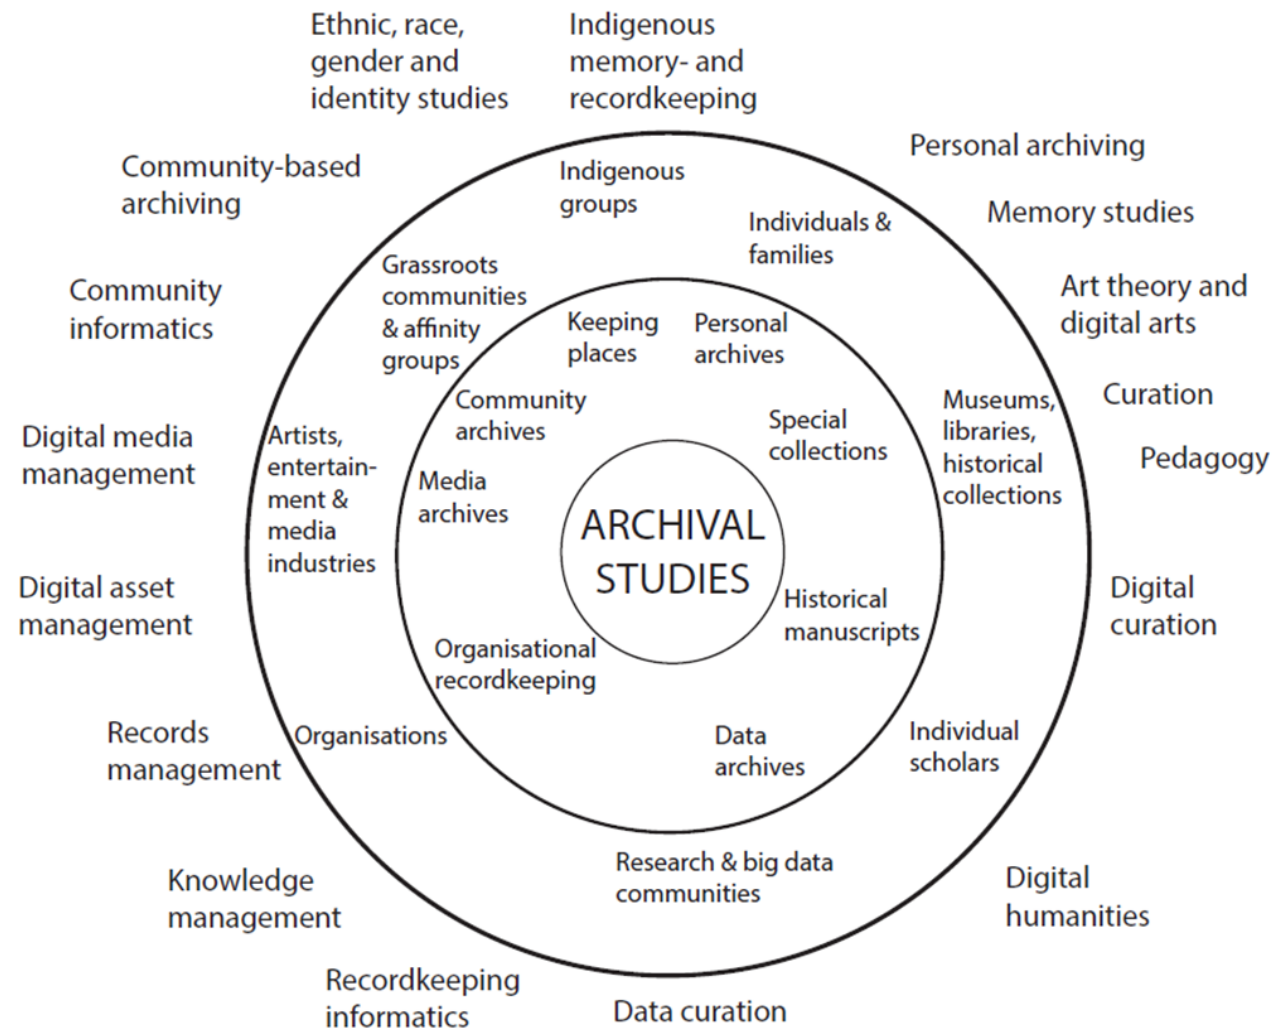 Ethnic, race,
gender and
identity studies
Indigenous
memory- and
recordkeeping
Personal archiving
Community-based
archiving
Memory studies
Community
informatics
Art theory and
digital arts
Curation
Digital media
management
Pedagogy
Digital asset
management
Digital
curation
Records
management
Knowledge
management
Digital
humanities
Recordkeeping
informatics
Data curation
Indigenous
groups
Individuals &
families
Grassroots
communities
& affinity
groups
Museums,
libraries,
historical
collections
Artists,
entertain-
ment &
media
industries
Organisations
Individual
scholars
Research & big data
communities
Keeping
places
Personal
archives
Community
archives
Special
collections
Media
archives
Historical
manuscripts
Organisational
recordkeeping
Data
archives
ARCHIVAL
STUDIES